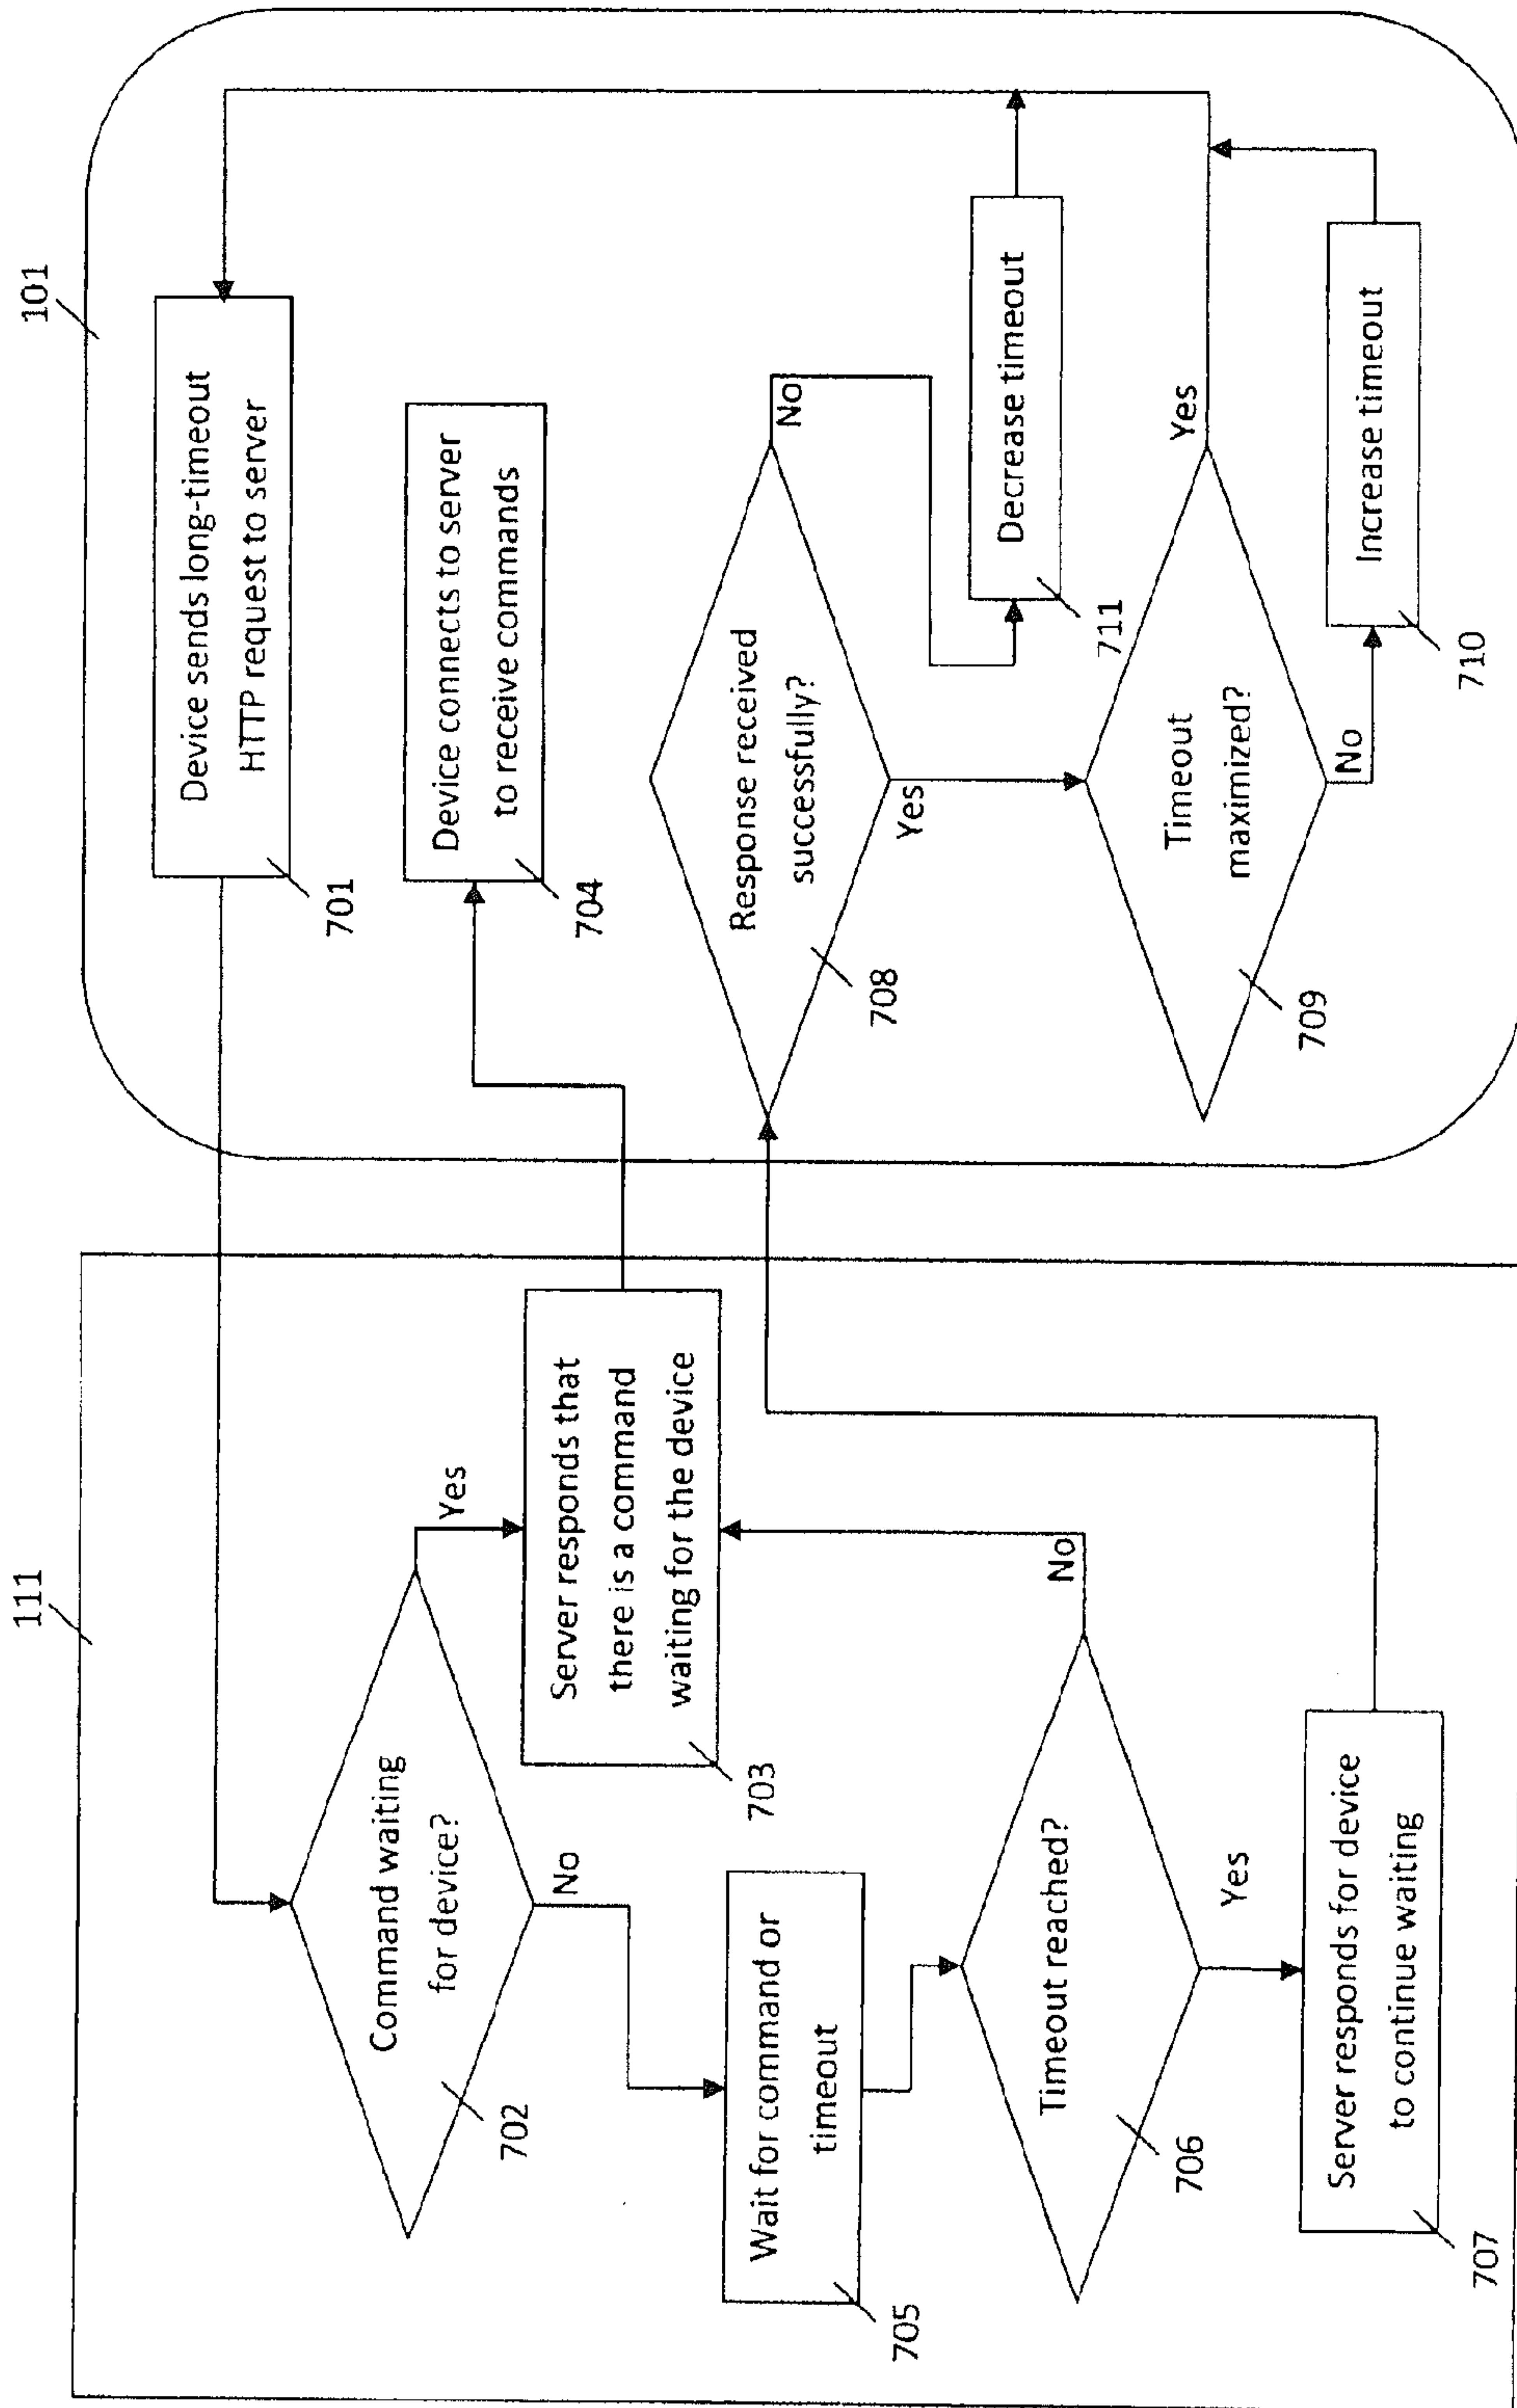 111
Command waiting
for device?
702
Yes
No
Server responds that
there is a command
waiting for the device
703
Wait for command or
timeout
705
Timeout reached?
706
No
Yes
Server responds for device
to continue waiting
707
101
Device sends long-timeout
HTTP request to server
701
Device connects to server
to receive commands
704
Response received
successfully?
708
No
Yes
Decrease timeout
711
Timeout
maximized?
709
Yes
No
Increase timeout
710